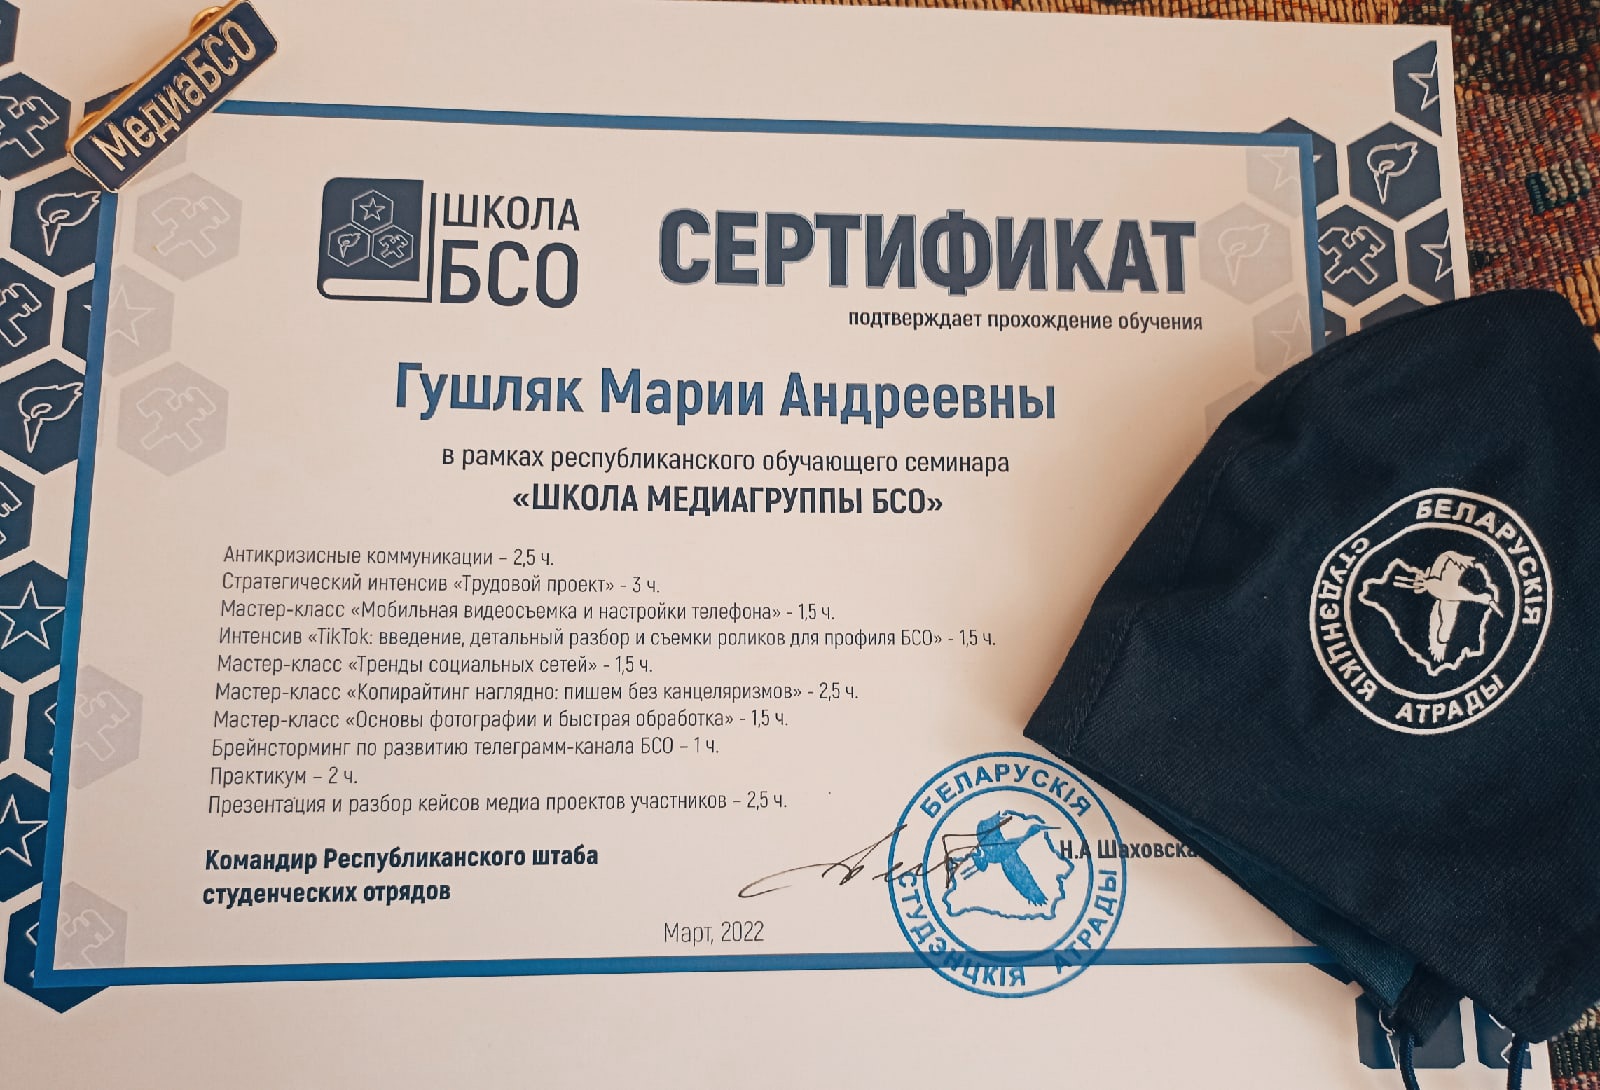 МедиаБСО
ШКОЛА
БСО
СЕРТИФИКАТ
подтверждает прохождение обучения
Гушляк Марии Андреевны
в рамках республиканского обучающего семинара
«ШКОЛА МЕДИАГРУППЫ БСО»
Антикризисные коммуникации – 2,5 ч.
Стратегический интенсив «Трудовой проект» - 3 ч.
Мастер-класс «Мобильная видеосъемка и настройки телефона» - 1,5 ч.
Интенсив «TikTok: введение, детальный разбор и съемки роликов для профиля БСО» - 1,5 ч.
Мастер-класс «Тренды социальных сетей» - 1,5 ч.
Мастер-класс «Копирайтинг наглядно: пишем без канцеляризмов» - 2,5 ч.
Мастер-класс «Основы фотографии и быстрая обработка» - 1,5 ч.
Брейнсторминг по развитию телеграмм-канала БСО – 1 ч.
Практикум – 2 ч.
Презентация и разбор кейсов медиа проектов участников – 2,5 ч.
Командир Республиканского штаба
студенческих отрядов
Н.А
Март, 2022
БЕЛАРУСКІЯ
СТУДЭНЦКІЯ АТРАДЫ
БЕЛАРУСКІЯ
СТУДЭНЦКІЯ АТРАДЫ